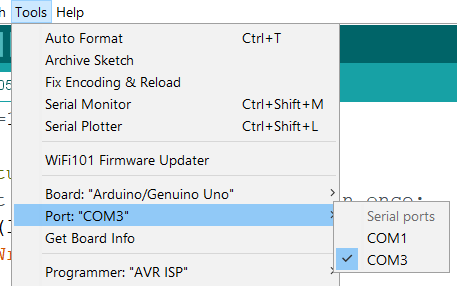 Tools Help
Auto Format Ctrl+T
Archive Sketch
Fix Encoding & Reload
Serial Monitor Ctrl+Shift+M
Serial Plotter Ctrl+Shift+L
WiFi101 Firmware Updater
Board: "Arduino/Genuino Uno"
Port: "COM3"
Get Board Info
Programmer: "AVR ISP"
Serial ports
COM1
COM3